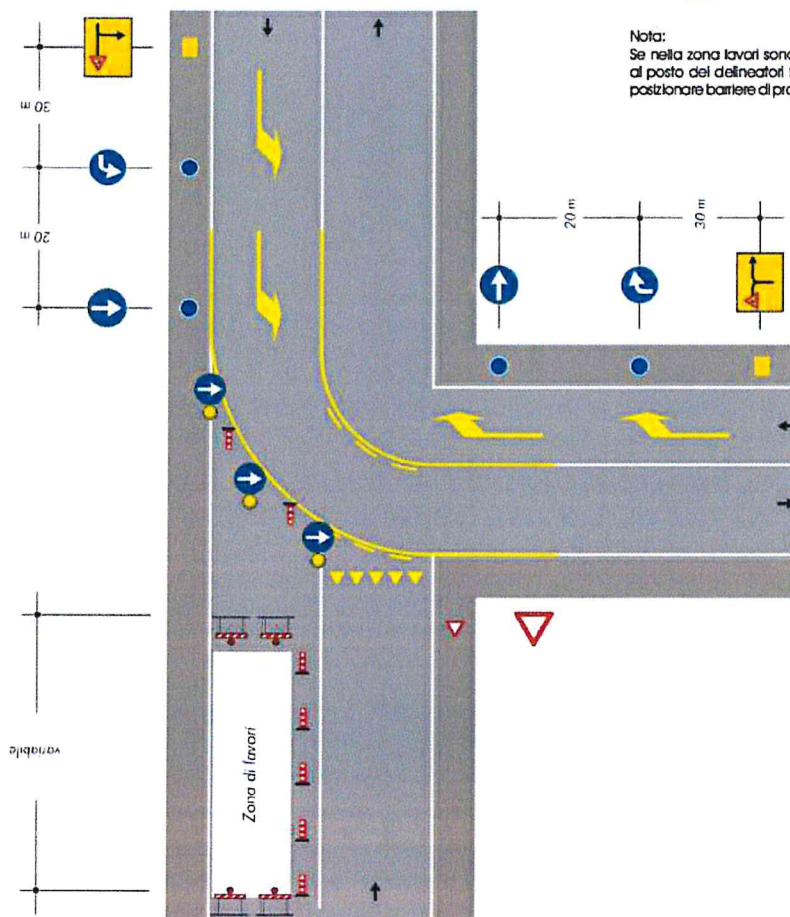 Nota:
Se nella zona lavori sono
al posto dei delineatori
posizionare barriere di pro
30 m
20 m
20 m
30 m
variabile
Zona di lavori